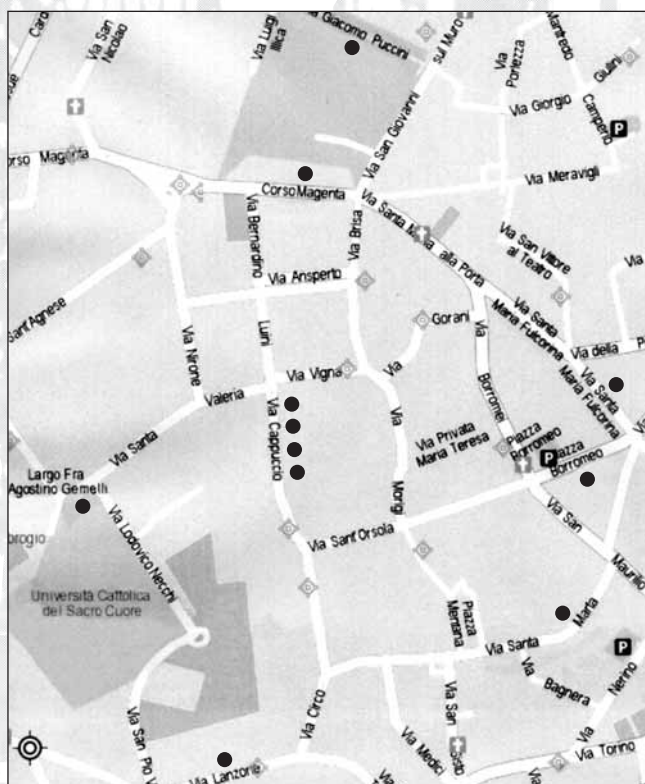 Caro
Via San
Nicolao
Via Luigi
Illica
Via Giacomo Puccini
sul Muro
Via San Giovanni
Via
Porlezza
Manfredo
Camperio
Giulini
Via Giorgio
P
orso Magenta
Corso Magenta
Via Meravigli
Via Bernardino
Luini
Via Brisa
Via Santa Maria alla Porta
Via San Vittore
al Teatro
Via Ansperto
Sant'Agnese
Via Nirone
Gorani
Via
Via
Borromei
Via Santa
Maria Fulcorina
Via della
P
Via Santa
Maria Fulcorina
Via Vigna
Valeria
Via Santa
Via Cappuccio
Via
Morigi
Via Privata
Maria Teresa
Piazza
Borromeo
P
Piazza
Borromeo
Largo Fra
Agostino Gemelli
brogio
Via Lodovico Necchi
Via Sant'Orsola
Via San
Maurilio
Università Cattolica
del Sacro Cuore
Piazza
Mentana
Via Santa
Marta
P
Via
Bagnera
Via
Nerino
Via San Pio
Via Circo
Via Medici
Via San
Via Lanzone
Via Torino